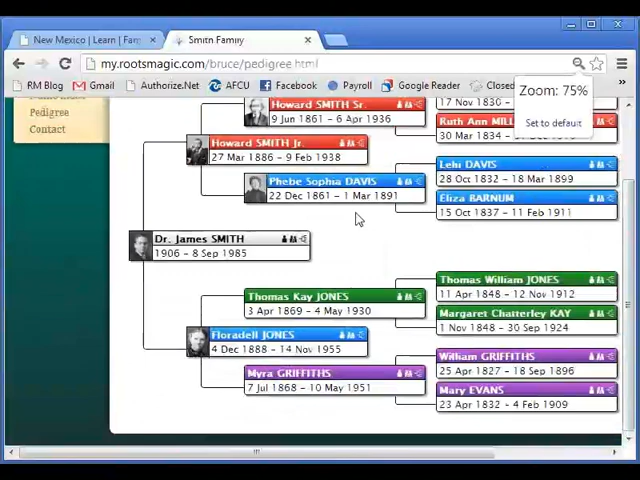 New Mexico | Learn | Fam
Smith Family
my.rootsmagic.com/bruce/pedigree.html
RM Blog
Gmail
Authorize.Net
AFCU
Facebook
Payroll
Google Reader
Closed
Zoom: 75%
Set to default
Pedigree
Contact
Howard SMITH Sr.
9 Jun 1861 - 6 Apr 1936
17 Nov 1830 -
Ruth Ann MILL
30 Mar 1834 -
Howard SMITH Jr.
27 Mar 1886 - 9 Feb 1938
Lehi DAVIS
28 Oct 1832 - 18 Mar 1899
Phebe Sophia DAVIS
22 Dec 1861 - 1 Mar 1891
Eliza BARNUM
15 Oct 1837 - 11 Feb 1911
Dr. James SMITH
1906 - 8 Sep 1985
Thomas William JONES
11 Apr 1848 - 12 Nov 1912
Thomas Kay JONES
3 Apr 1869 - 4 May 1930
Margaret Chatterley KAY
1 Nov 1848 - 30 Sep 1924
Floradell JONES
4 Dec 1888 - 14 Nov 1955
William GRIFFITHS
25 Apr 1827 - 18 Sep 1896
Myra GRIFFITHS
7 Jul 1868 - 10 May 1951
Mary EVANS
23 Apr 1832 - 4 Feb 1909